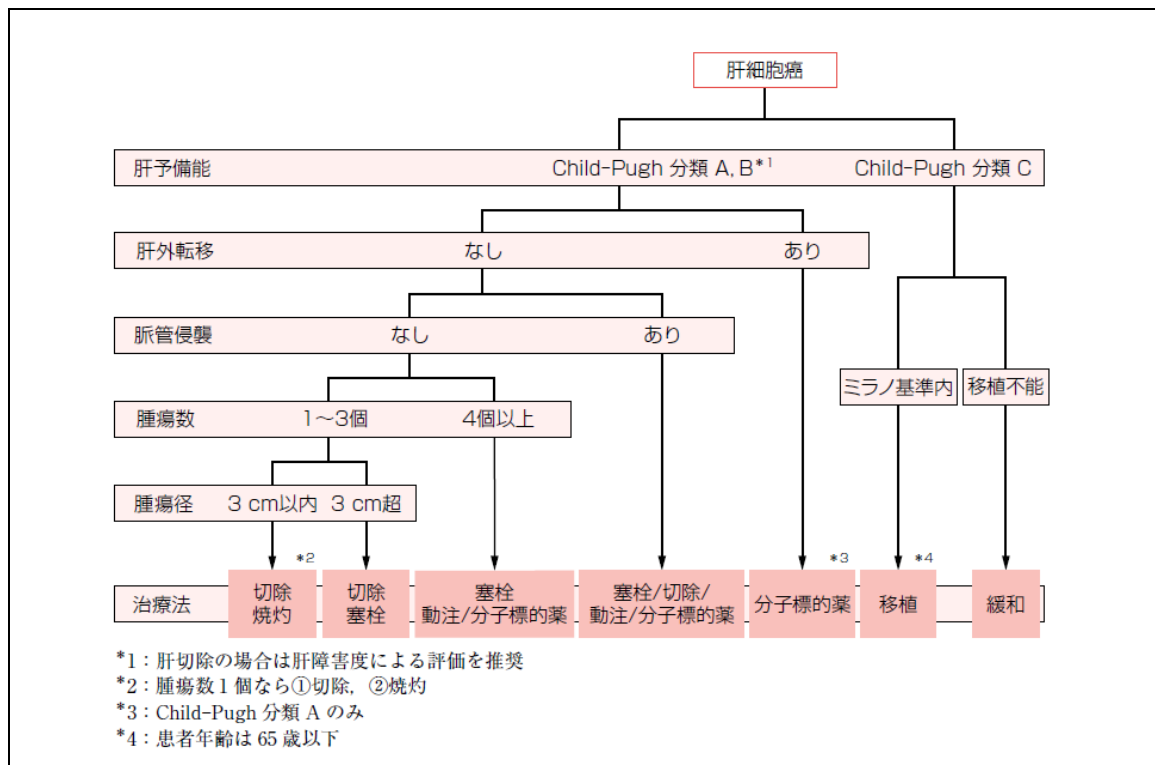 肝細胞癌
肝予備能 Child-Pugh 分類 A, B*1 Child-Pugh 分類 C
肝外転移 なし あり
脈管侵襲 なし あり
ミラノ基準内 移植不能
腫瘍数 1〜3個 4個以上
腫瘍径 3 cm以内 3 cm超
*2 *3 *4
治療法 切除 焼灼 切除 塞栓 塞栓 動注/分子標的薬 塞栓/切除/ 動注/分子標的薬 分子標的薬 移植 緩和
*1：肝切除の場合は肝障害度による評価を推奨
*2：腫瘍数1個なら①切除，②焼灼
*3：Child-Pugh 分類 A のみ
*4：患者年齢は 65 歳以下